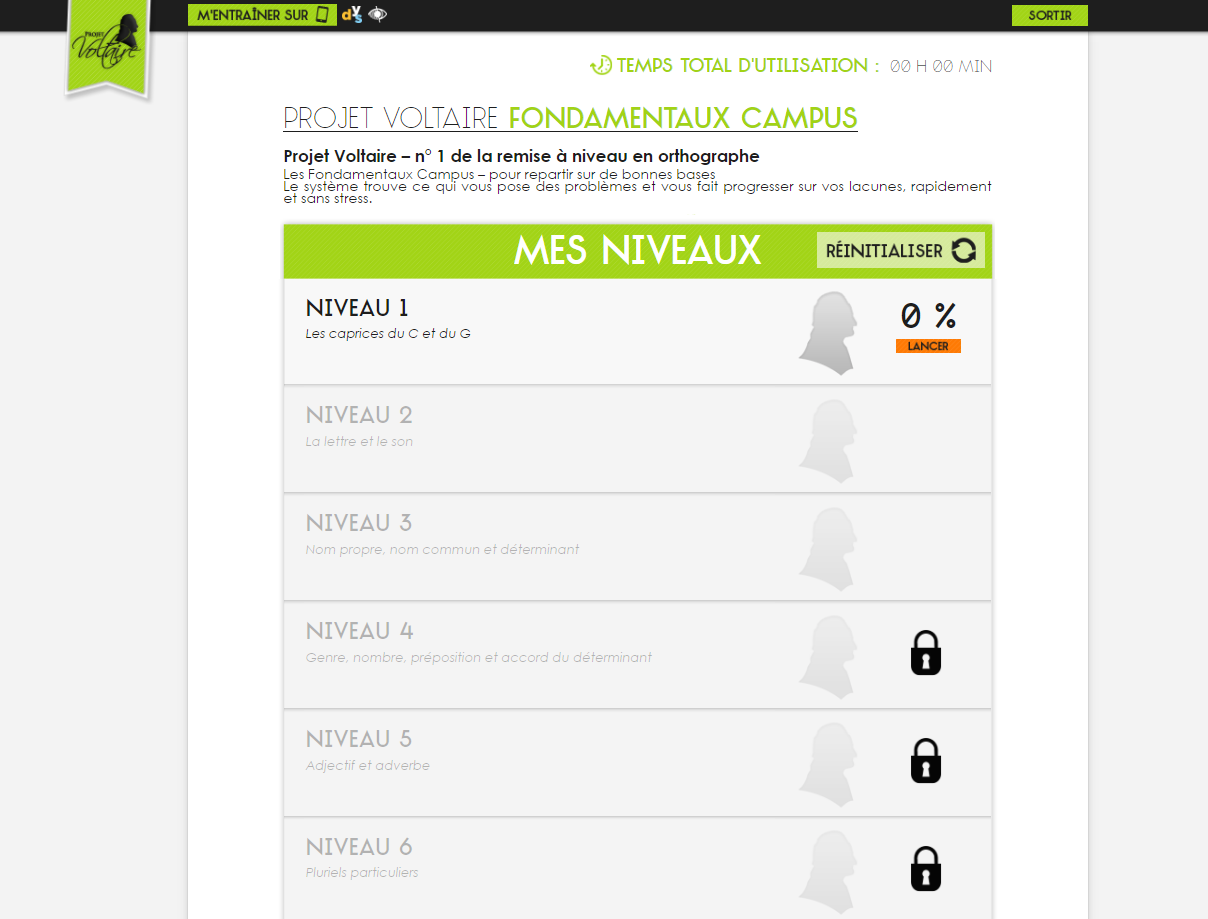 M'ENTRAÎNER SUR
dys
SORTIR
PROJET
Voltaire
TEMPS TOTAL D'UTILISATION : 00 H 00 MIN
PROJET VOLTAIRE FONDAMENTAUX CAMPUS
Projet Voltaire – n° 1 de la remise à niveau en orthographe
Les Fondamentaux Campus – pour repartir sur de bonnes bases
Le système trouve ce qui vous pose des problèmes et vous fait progresser sur vos lacunes, rapidement
et sans stress.
MES NIVEAUX
RÉINITIALISER
NIVEAU 1
Les caprices du C et du G
0 %
LANCER
NIVEAU 2
La lettre et le son
NIVEAU 3
Nom propre, nom commun et déterminant
NIVEAU 4
Genre, nombre, préposition et accord du déterminant
NIVEAU 5
Adjectif et adverbe
NIVEAU 6
Pluriels particuliers